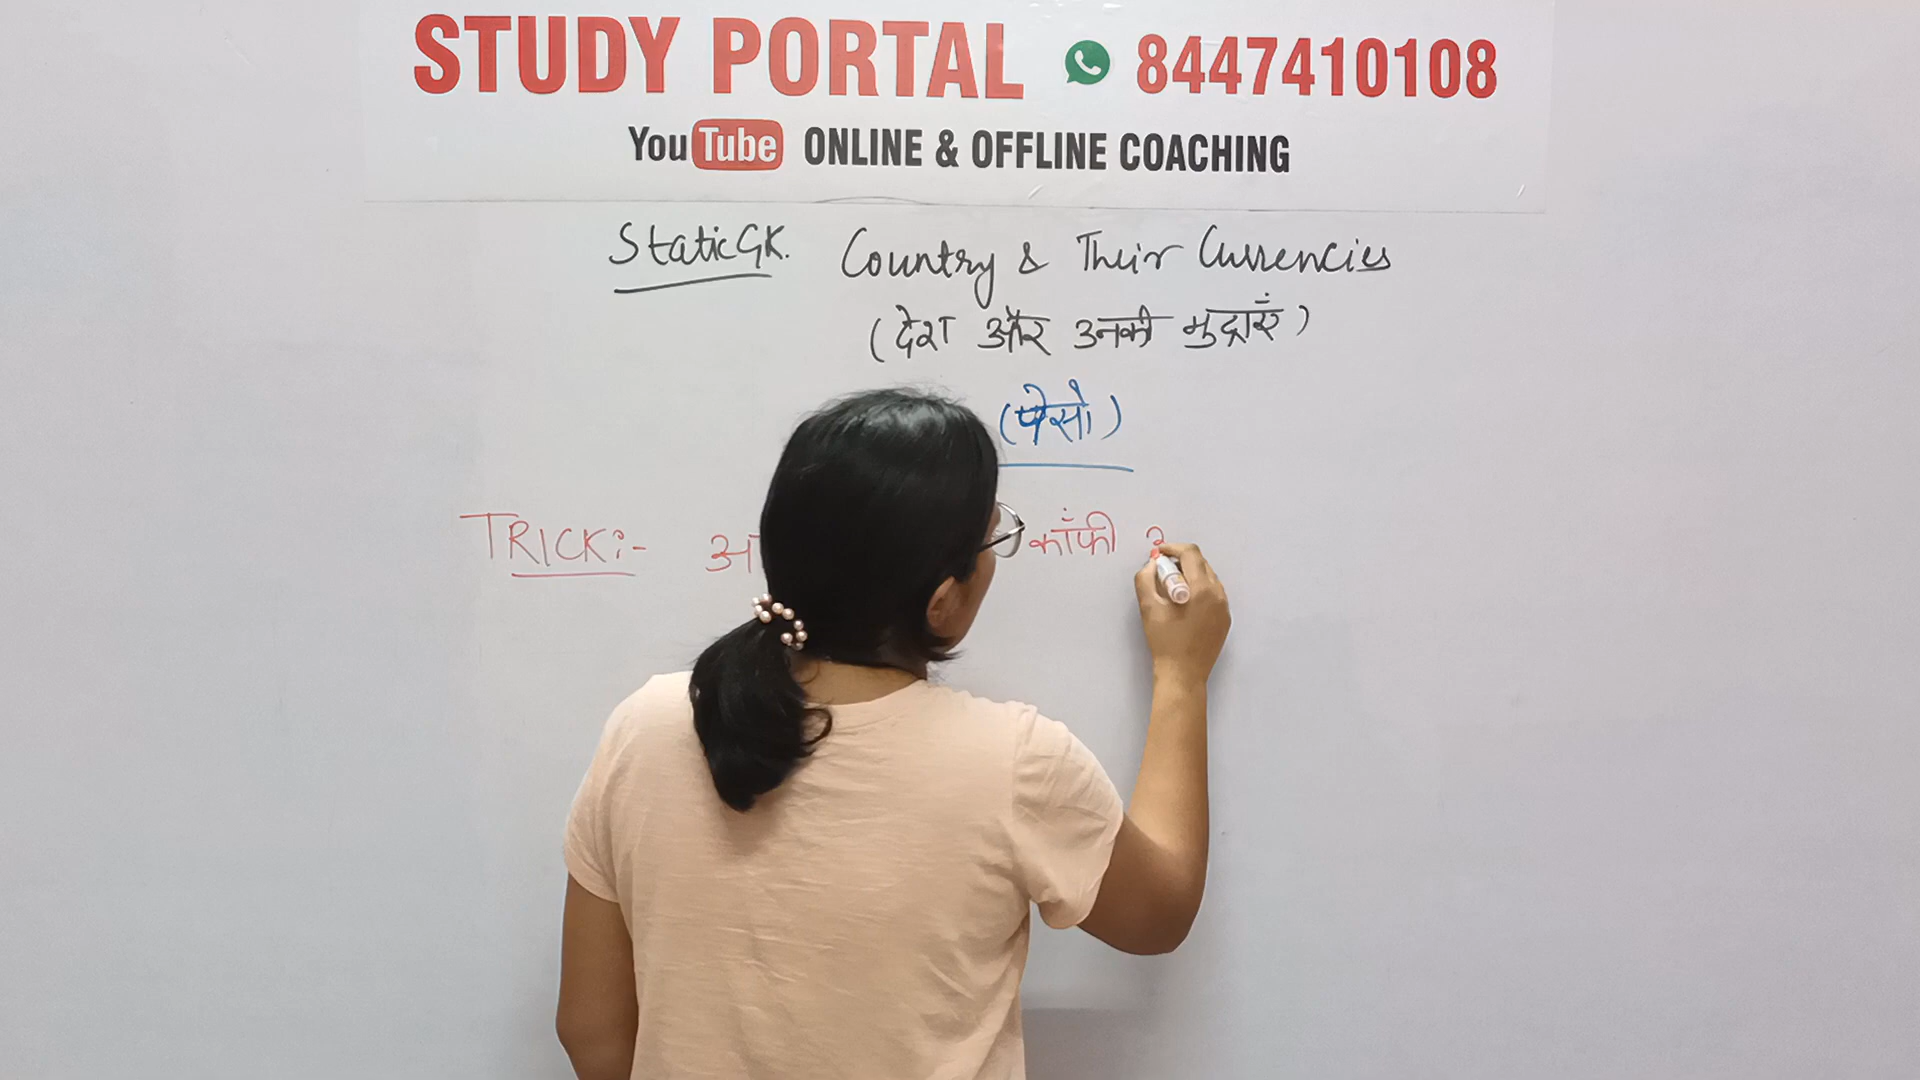 STUDY PORTAL 8447410108
YouTube ONLINE & OFFLINE COACHING
Static GK. Country & Their Currencies
(देश और उनकी मुद्राएं)
(पेसो)
TRICK:- कॉफी